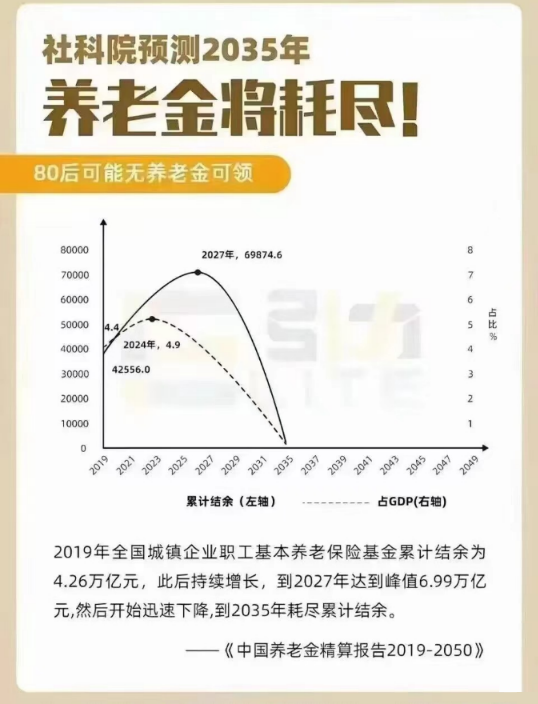 社科院预测2035年
养老金将耗尽！
80后可能无养老金可领
80000
70000
60000
50000
40000
30000
20000
10000
0
8
7
6
5
4
3
2
1
占比%
2027年，69874.6
4.4
2024年，4.9
42556.0
2019
2021
2023
2025
2027
2029
2031
2035
2037
2039
2041
2043
2045
2047
2049
累计结余（左轴）
占GDP(右轴)
2019年全国城镇企业职工基本养老保险基金累计结余为
4.26万亿元，此后持续增长，到2027年达到峰值6.99万亿
元,然后开始迅速下降,到2035年耗尽累计结余。
——《中国养老金精算报告2019-2050》